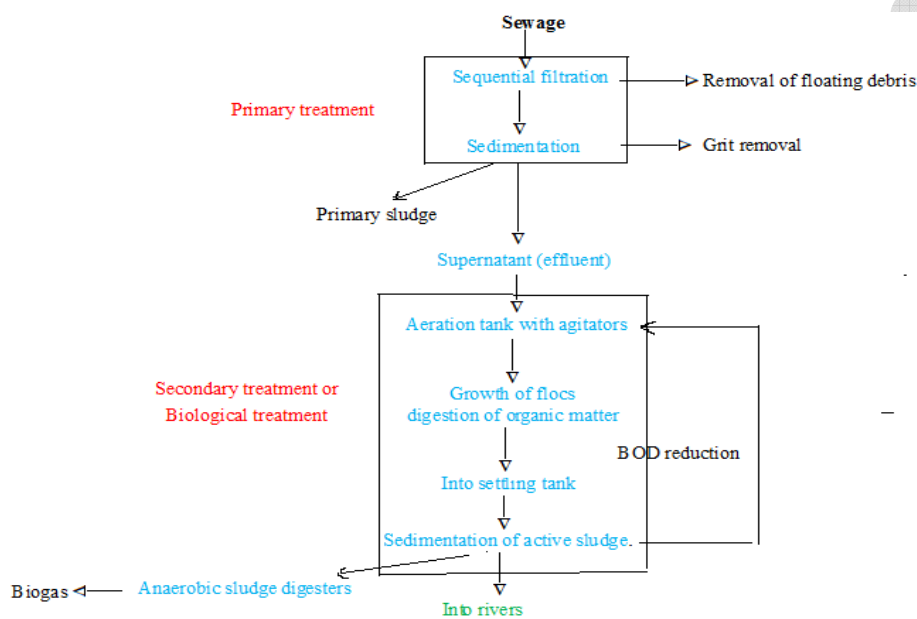 Sewage
Sequential filtration
Removal of floating debris
Primary treatment
Sedimentation
Grit removal
Primary sludge
Supernatant (effluent)
Aeration tank with agitators
Secondary treatment or
Biological treatment
Growth of flocs
digestion of organic matter
BOD reduction
Into settling tank
Sedimentation of active sludge.
Anaerobic sludge digesters
Biogas
Into rivers